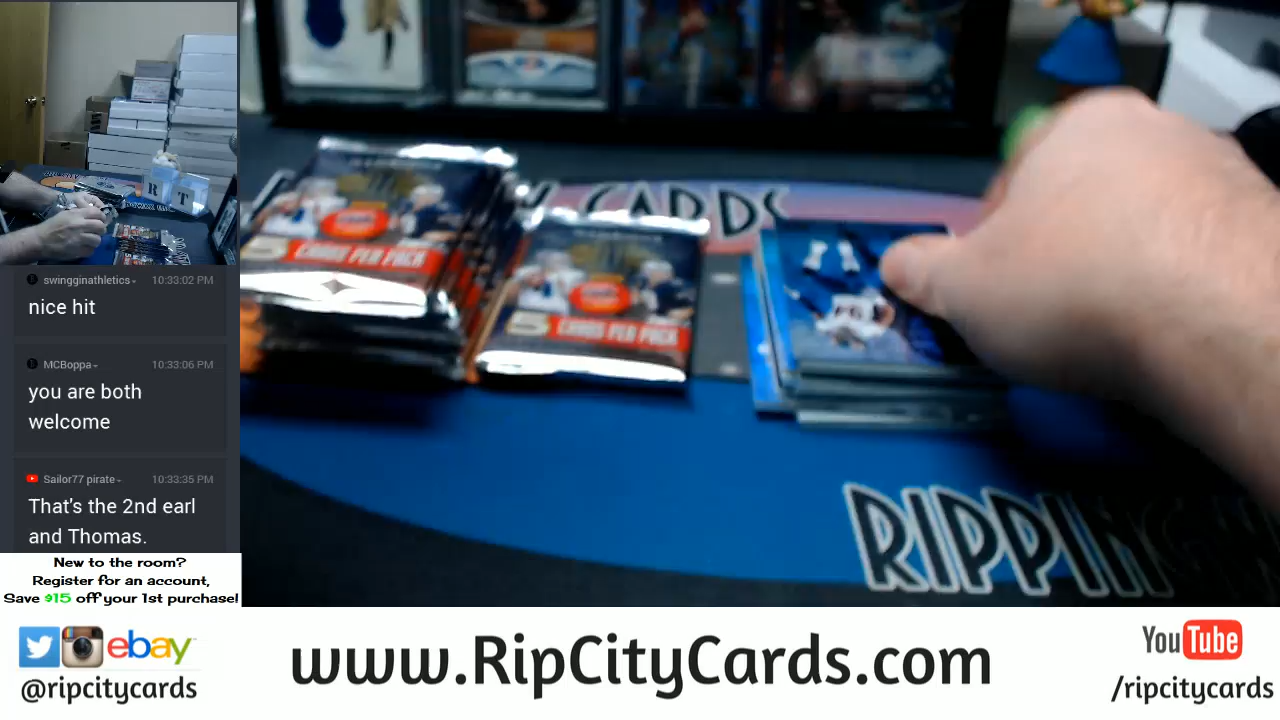 swingginathletics 10:33:02 PM
nice hit
MCBoppa 10:33:06 PM
you are both
welcome
Sailor77 pirate 10:33:35 PM
That's the 2nd earl
and Thomas.
New to the room?
Register for an account,
Save $15 off your 1st purchase!
R T
CARDS
5 CARDS PER PACK
5 CARDS PER PACK
RIPPIN
ebay
@ripcitycards
www.RipCityCards.com
YouTube
/ripcitycards